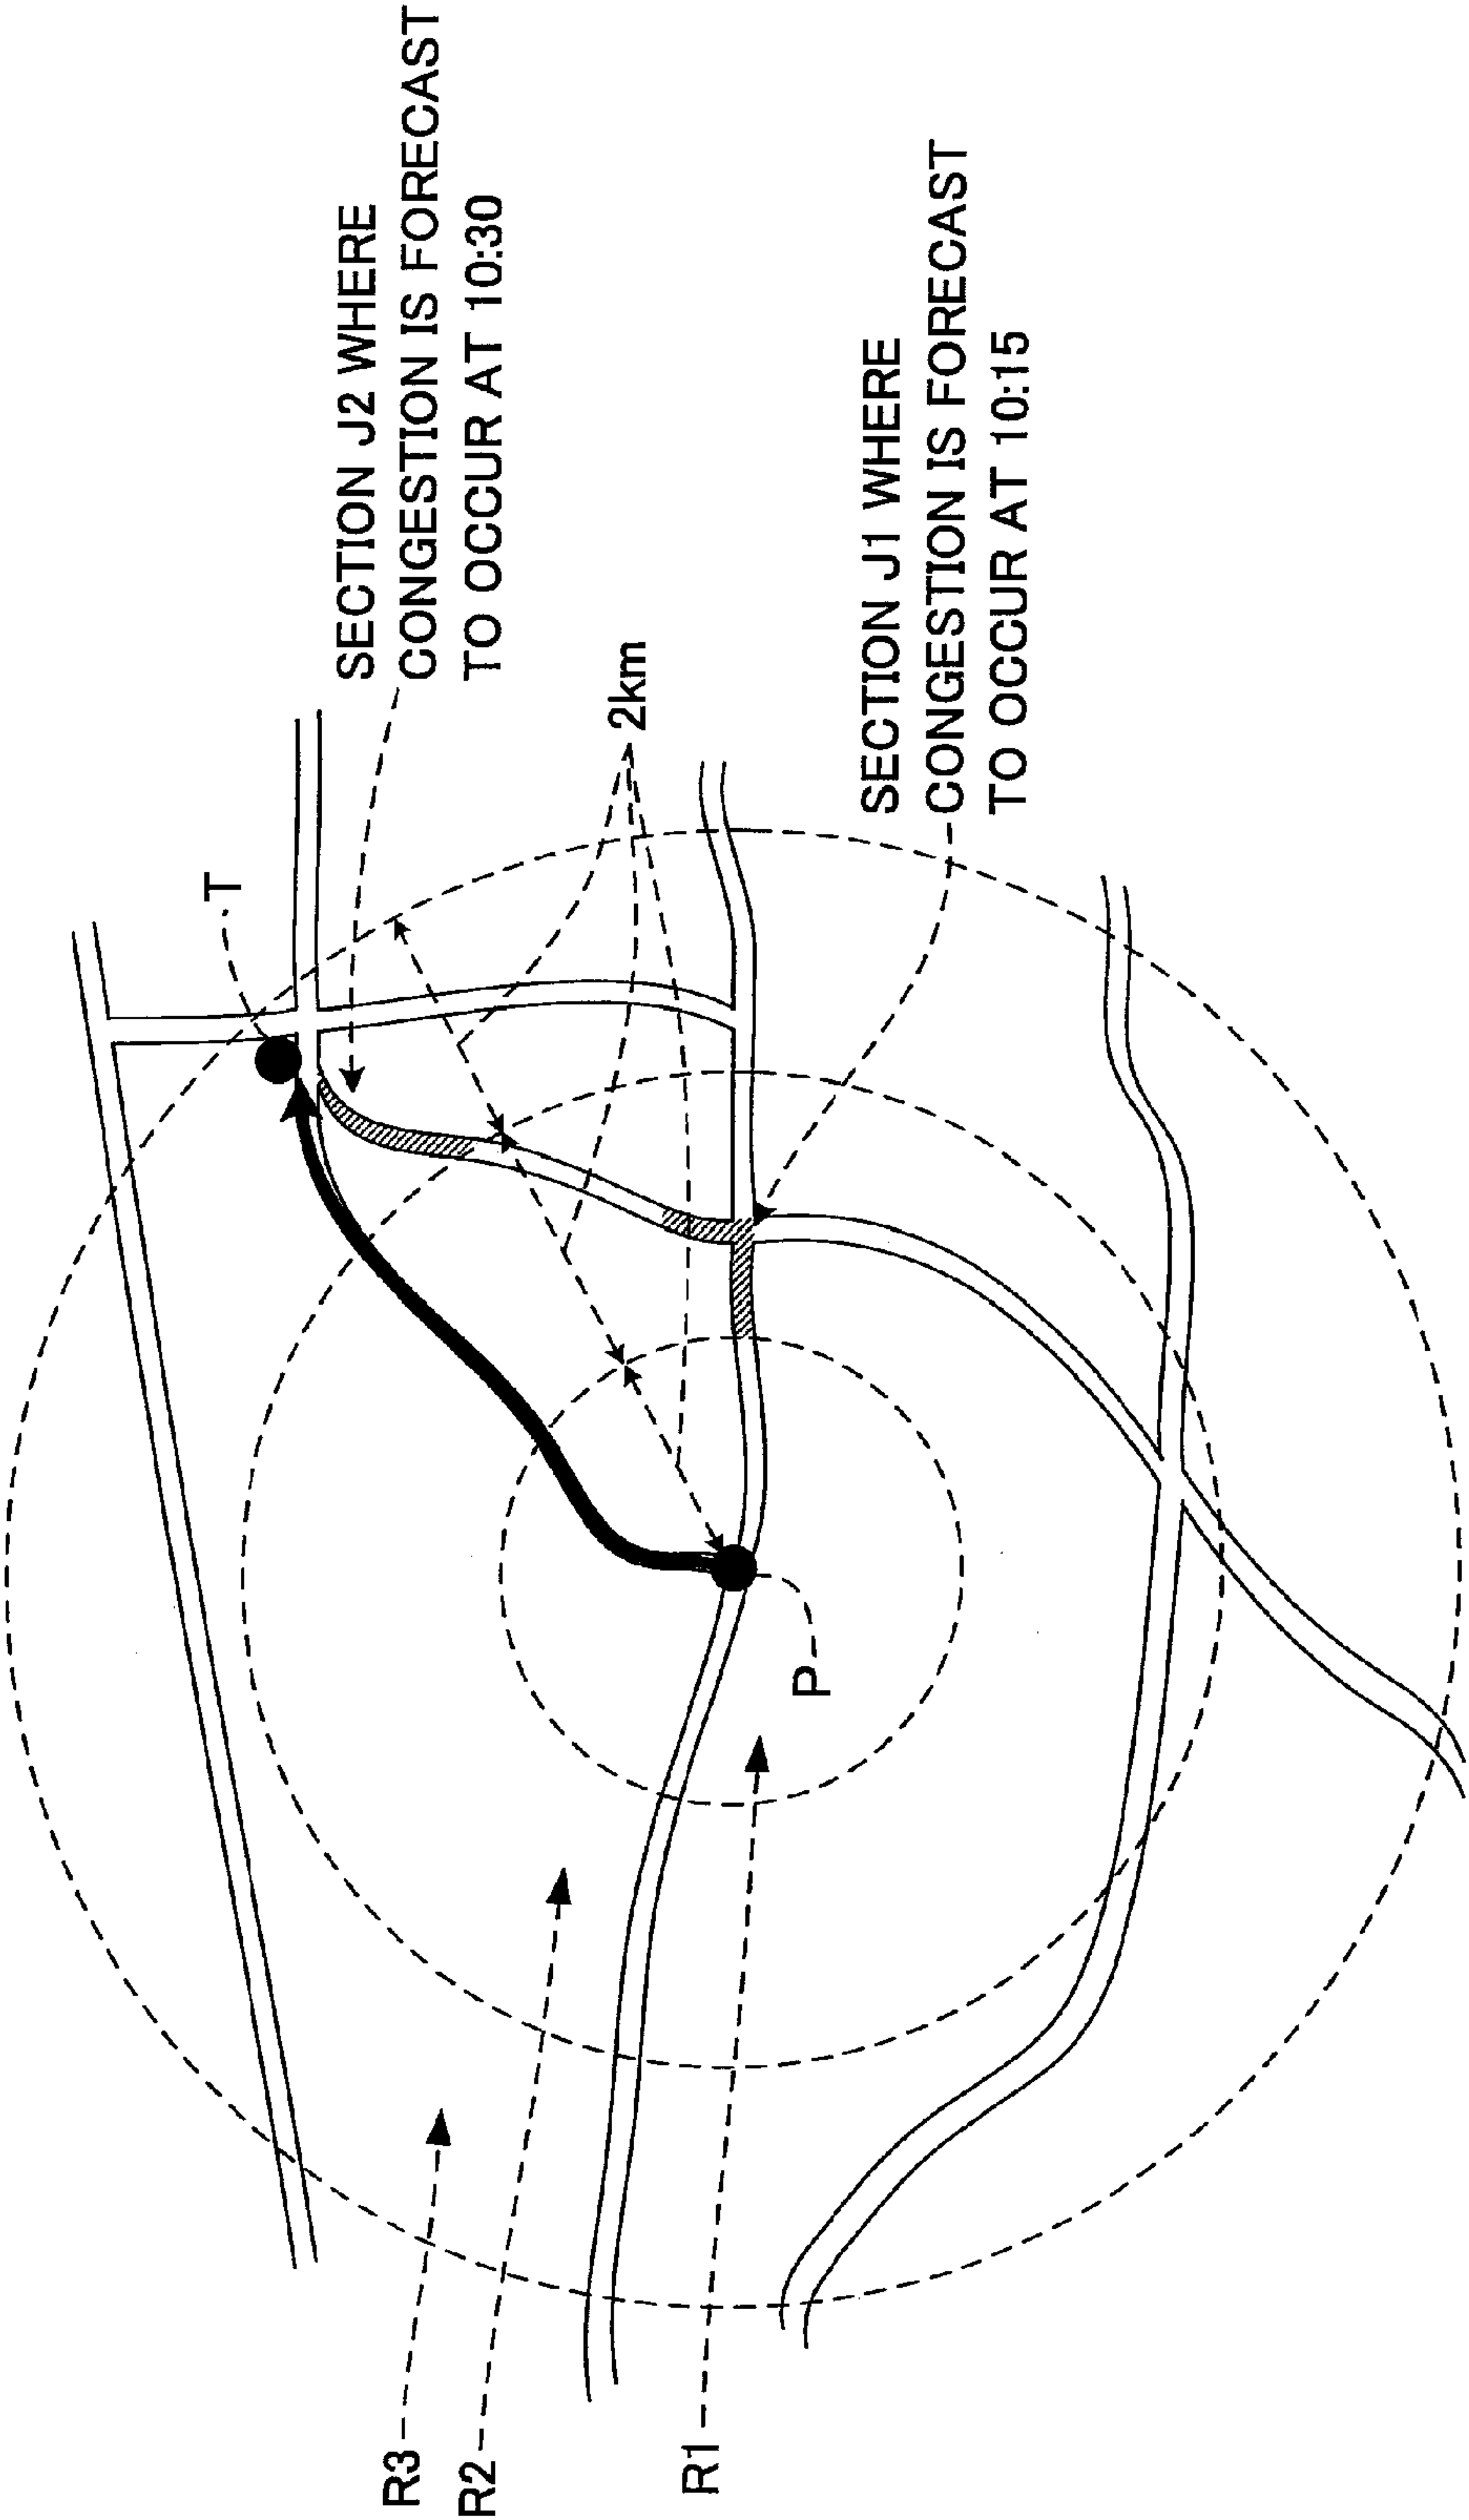 T
SECTION J2 WHERE
CONGESTION IS FORECAST
TO OCCUR AT 10:30
2km
SECTION J1 WHERE
CONGESTION IS FORECAST
TO OCCUR AT 10:15
P
R3
R2
R1